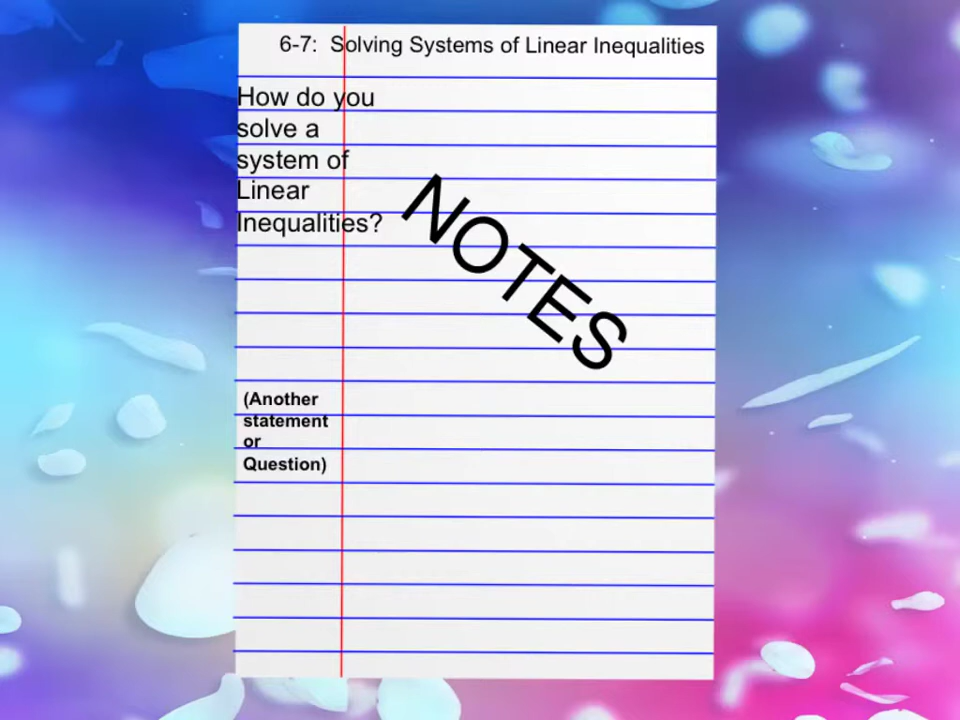 6-7:  Solving Systems of Linear Inequalities
How do you
solve a
system of
Linear
Inequalities?
NOTES
(Another
statement
or
Question)